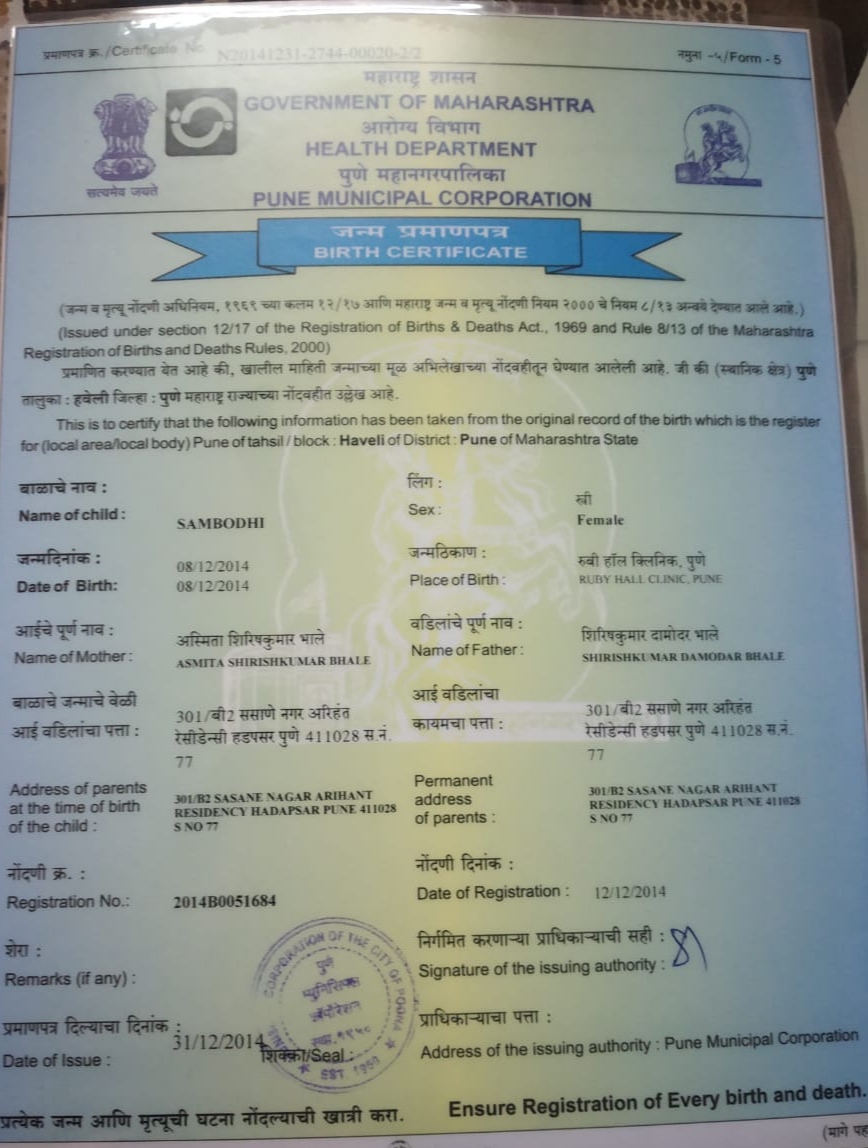 प्रमाणपत्र क्र./Certificate No. N20141231-2744-00020-2/2
नमुना -५/Form - 5
महाराष्ट्र शासन
GOVERNMENT OF MAHARASHTRA
आरोग्य विभाग
HEALTH DEPARTMENT
पुणे महानगरपालिका
PUNE MUNICIPAL CORPORATION
सत्यमेव जयते
जन्म प्रमाणपत्र
BIRTH CERTIFICATE
(जन्म व मृत्यू नोंदणी अधिनियम, १९६९ च्या कलम १२/१७ आणि महाराष्ट्र जन्म व मृत्यू नोंदणी नियम २००० चे नियम ८/१३ अन्वये देण्यात आले आहे.)
(Issued under section 12/17 of the Registration of Births & Deaths Act., 1969 and Rule 8/13 of the Maharashtra
Registration of Births and Deaths Rules, 2000)
प्रमाणित करण्यात येत आहे की, खालील माहिती जन्माच्या मूळ अभिलेखाच्या नोंदवहीतून घेण्यात आलेली आहे. जी की (स्थानिक क्षेत्र) पुणे
तालुका : हवेली जिल्हा : पुणे महाराष्ट्र राज्याच्या नोंदवहीत उल्लेख आहे.
This is to certify that the following information has been taken from the original record of the birth which is the register
for (local area/local body) Pune of tahsil / block : Haveli of District : Pune of Maharashtra State
बाळाचे नाव :
लिंग : स्त्री
Name of child : SAMBODHI
Sex : Female
जन्मदिनांक : 08/12/2014
जन्मठिकाण : रुबी हॉल क्लिनिक, पुणे
Date of Birth: 08/12/2014
Place of Birth : RUBY HALL CLINIC, PUNE
आईचे पूर्ण नाव : अस्मिता शिरिषकुमार भाले
वडिलांचे पूर्ण नाव : शिरिषकुमार दामोदर भाले
Name of Mother : ASMITA SHIRISHKUMAR BHALE
Name of Father : SHIRISHKUMAR DAMODAR BHALE
बाळाचे जन्माचे वेळी
आई वडिलांचा पत्ता :
301/बी2 ससाणे नगर अरिहंत
रेसीडेन्सी हडपसर पुणे 411028 स.नं.
77
आई वडिलांचा
कायमचा पत्ता :
301/बी2 ससाणे नगर अरिहंत
रेसीडेन्सी हडपसर पुणे 411028 स.नं.
77
Address of parents
at the time of birth
of the child :
301/B2 SASANE NAGAR ARIHANT
RESIDENCY HADAPSAR PUNE 411028
S NO 77
Permanent
address
of parents :
301/B2 SASANE NAGAR ARIHANT
RESIDENCY HADAPSAR PUNE 411028
S NO 77
नोंदणी क्र. :
नोंदणी दिनांक :
Registration No.: 2014B0051684
Date of Registration : 12/12/2014
शेरा :
निर्गमित करणाऱ्या प्राधिकाऱ्याची सही :
Remarks (if any) :
Signature of the issuing authority :
CORPORATION OF THE CITY OF POONA
पुणे
म्युनिसिपल
कॉर्पोरेशन
स्था.१९५०
EST 1950
प्रमाणपत्र दिल्याचा दिनांक :
प्राधिकाऱ्याचा पत्ता :
Date of Issue : 31/12/2014
शिक्का/Seal :
Address of the issuing authority : Pune Municipal Corporation
प्रत्येक जन्म आणि मृत्यूची घटना नोंदल्याची खात्री करा.
Ensure Registration of Every birth and death.
(मागे